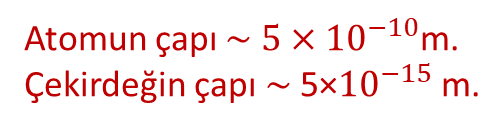 Atomun çapı ~ 5 × 10⁻¹⁰m.
Çekirdeğin çapı ~ 5×10⁻¹⁵ m.